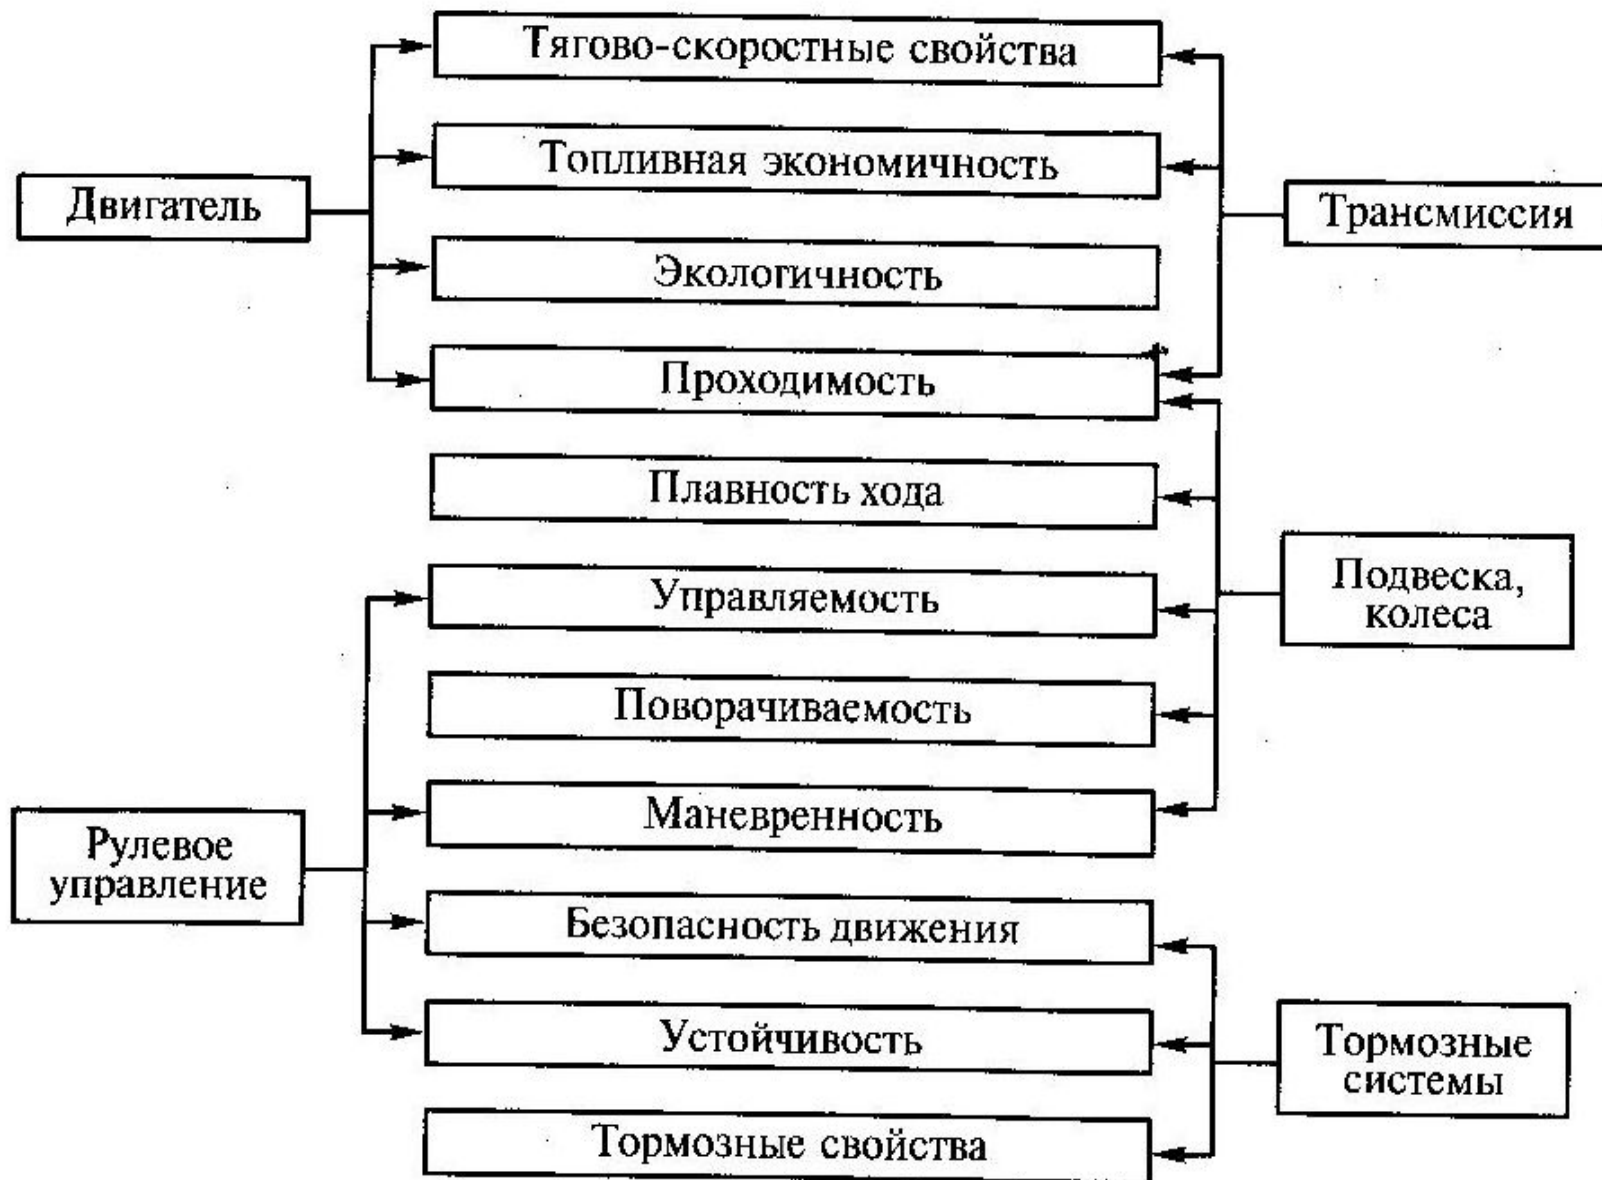 Тягово-скоростные свойства
Топливная экономичность
Двигатель
Трансмиссия
Экологичность
Проходимость
Плавность хода
Управляемость
Подвеска,
колеса
Поворачиваемость
Маневренность
Рулевое
управление
Безопасность движения
Устойчивость
Тормозные
системы
Тормозные свойства